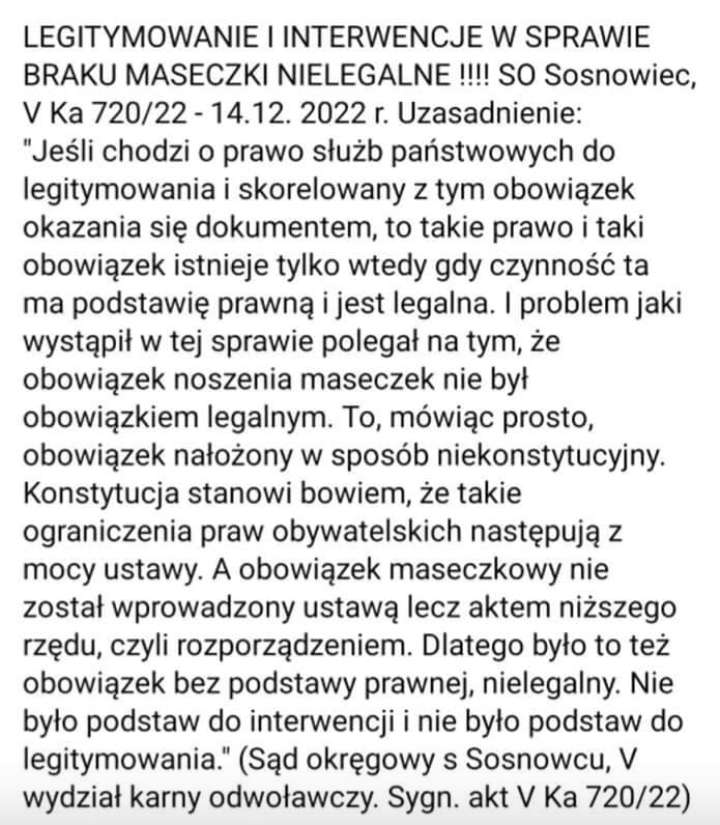 LEGITYMOWANIE I INTERWENCJE W SPRAWIE
BRAKU MASECZKI NIELEGALNE !!!! SO Sosnowiec,
V Ka 720/22 - 14.12. 2022 r. Uzasadnienie:
"Jeśli chodzi o prawo służb państwowych do
legitymowania i skorelowany z tym obowiązek
okazania się dokumentem, to takie prawo i taki
obowiązek istnieje tylko wtedy gdy czynność ta
ma podstawię prawną i jest legalna. I problem jaki
wystąpił w tej sprawie polegał na tym, że
obowiązek noszenia maseczek nie był
obowiązkiem legalnym. To, mówiąc prosto,
obowiązek nałożony w sposób niekonstytucyjny.
Konstytucja stanowi bowiem, że takie
ograniczenia praw obywatelskich następują z
mocy ustawy. A obowiązek maseczkowy nie
został wprowadzony ustawą lecz aktem niższego
rzędu, czyli rozporządzeniem. Dlatego było to też
obowiązek bez podstawy prawnej, nielegalny. Nie
było podstaw do interwencji i nie było podstaw do
legitymowania." (Sąd okręgowy s Sosnowcu, V
wydział karny odwoławczy. Sygn. akt V Ka 720/22)